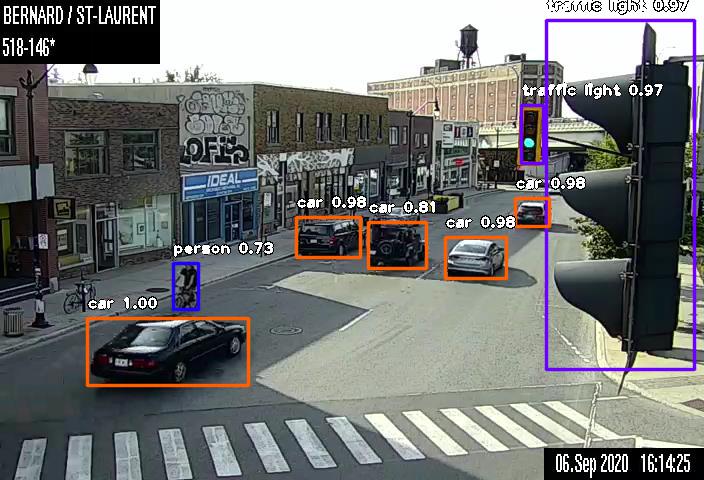 BERNARD / ST-LAURENT
518-146*
traffic light 0.97
traffic light 0.97
IDEAL
car 0.98
car 0.81
car 0.98
car 0.98
person 0.73
car 1.00
06.Sep 2020 16:14:25